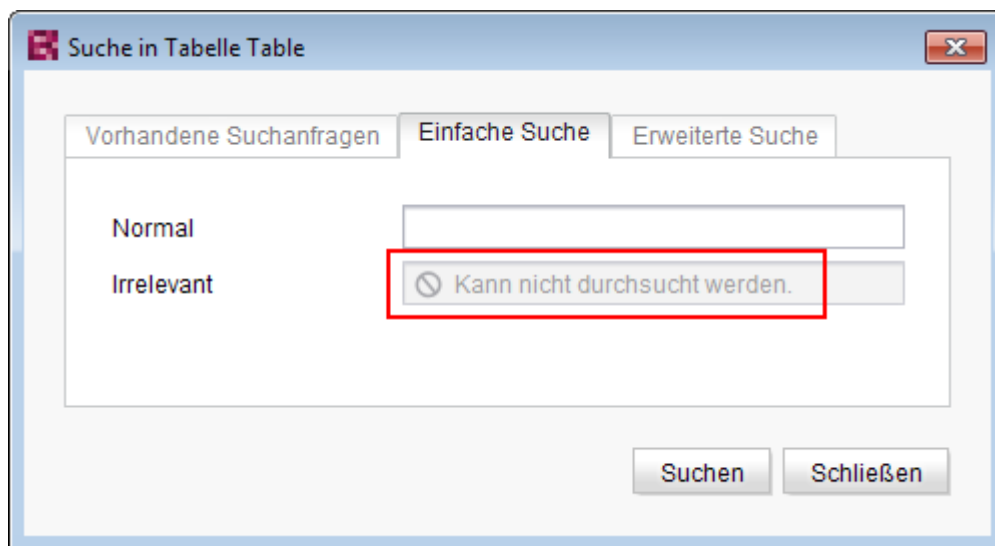 Suche in Tabelle Table
Vorhandene Suchanfragen Einfache Suche Erweiterte Suche
Normal
Irrelevant Kann nicht durchsucht werden.
Suchen Schließen